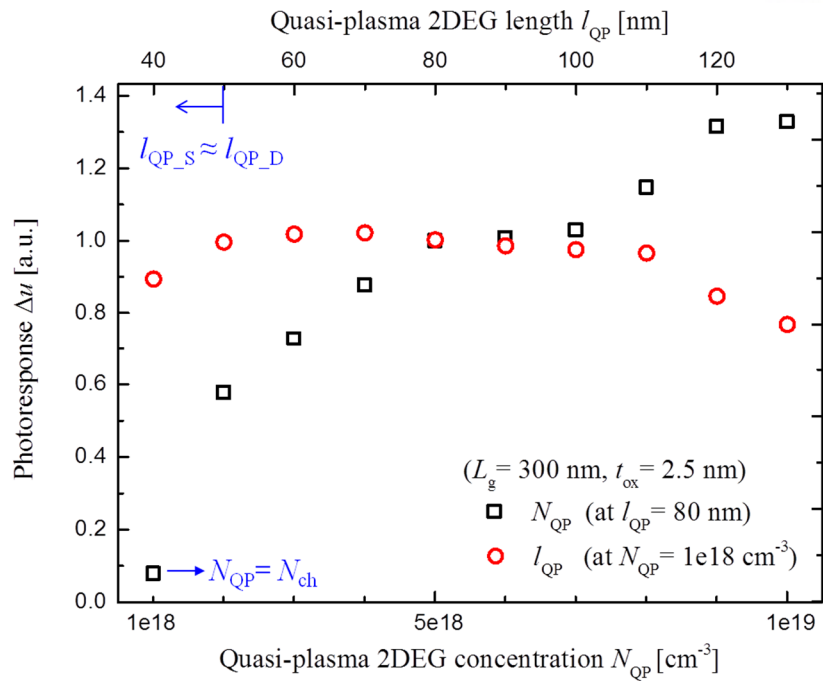 Quasi-plasma 2DEG length l_QP [nm]
40 60 80 100 120
1.4
1.2
1.0
0.8
0.6
0.4
0.2
0.0
Photoresponse Δu [a.u.]
l_QP_S ≈ l_QP_D
(L_g= 300 nm, t_ox= 2.5 nm)
N_QP (at l_QP= 80 nm)
l_QP (at N_QP= 1e18 cm⁻³)
N_QP= N_ch
1e18 5e18 1e19
Quasi-plasma 2DEG concentration N_QP [cm⁻³]